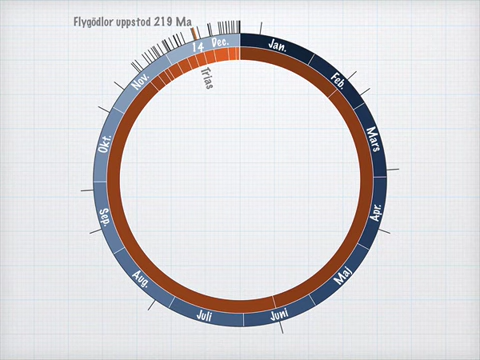 Flygödlor uppstod 219 Ma
14 Dec.
Jan.
Feb.
Mars
Apr.
Maj
Juni
Juli
Aug.
Sep.
Okt.
Nov.
Trias